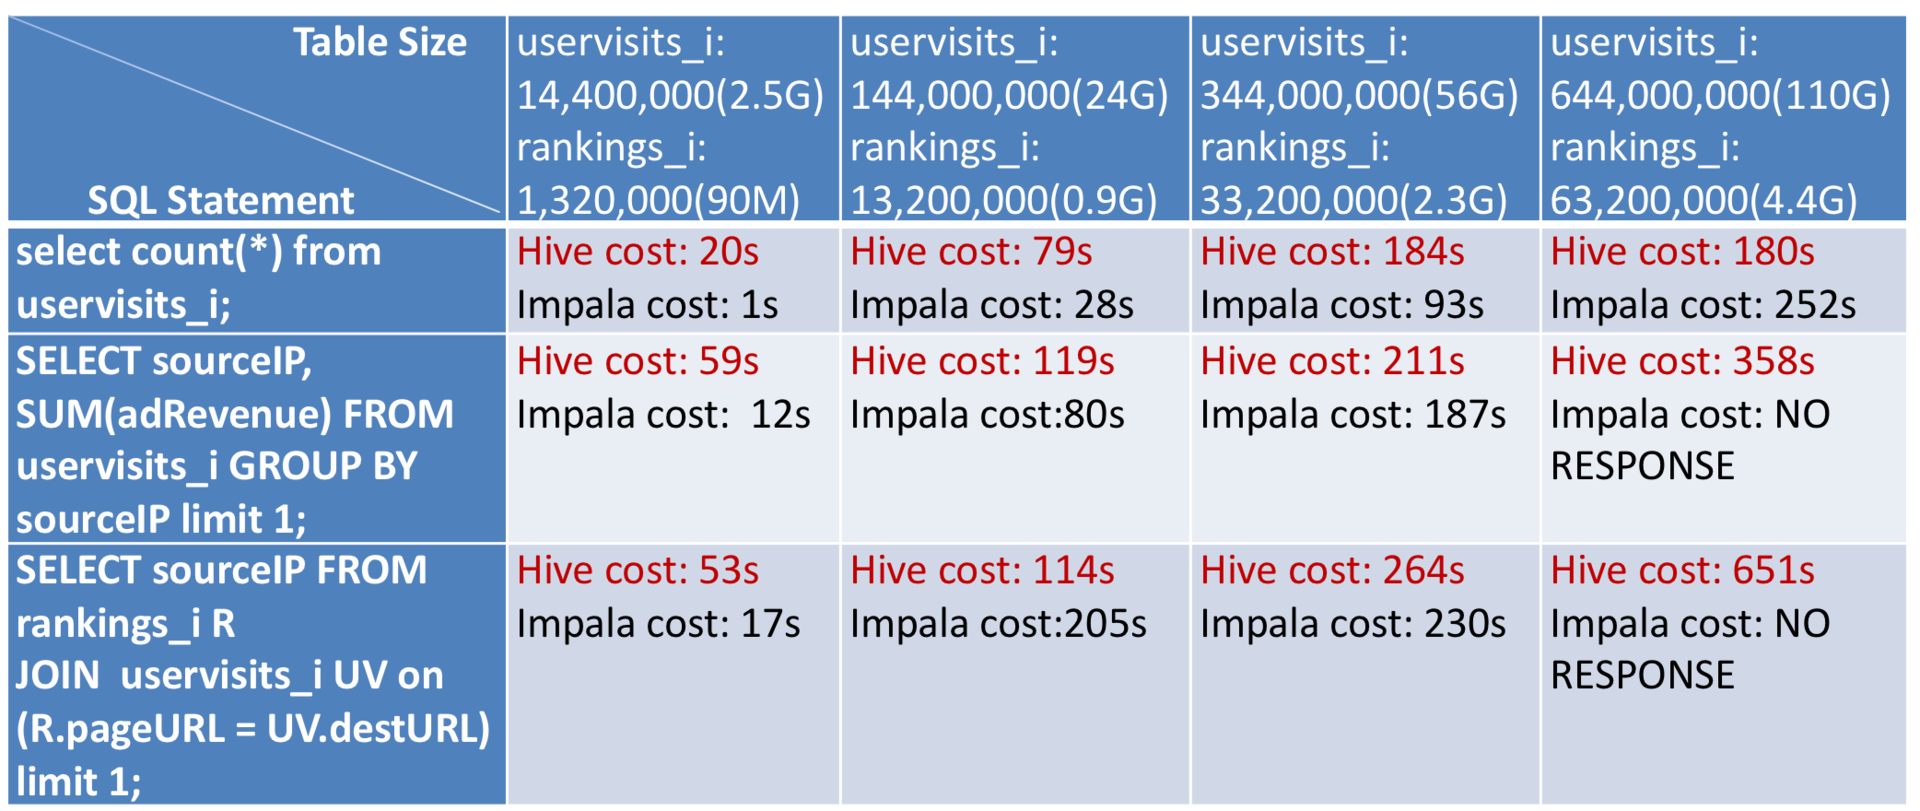 Table Size
SQL Statement
uservisits_i:
14,400,000(2.5G)
rankings_i:
1,320,000(90M)
uservisits_i:
144,000,000(24G)
rankings_i:
13,200,000(0.9G)
uservisits_i:
344,000,000(56G)
rankings_i:
33,200,000(2.3G)
uservisits_i:
644,000,000(110G)
rankings_i:
63,200,000(4.4G)
select count(*) from
uservisits_i;
Hive cost: 20s
Impala cost: 1s
Hive cost: 79s
Impala cost: 28s
Hive cost: 184s
Impala cost: 93s
Hive cost: 180s
Impala cost: 252s
SELECT sourceIP,
SUM(adRevenue) FROM
uservisits_i GROUP BY
sourceIP limit 1;
Hive cost: 59s
Impala cost:  12s
Hive cost: 119s
Impala cost:80s
Hive cost: 211s
Impala cost: 187s
Hive cost: 358s
Impala cost: NO
RESPONSE
SELECT sourceIP FROM
rankings_i R
JOIN  uservisits_i UV on
(R.pageURL = UV.destURL)
limit 1;
Hive cost: 53s
Impala cost: 17s
Hive cost: 114s
Impala cost:205s
Hive cost: 264s
Impala cost: 230s
Hive cost: 651s
Impala cost: NO
RESPONSE